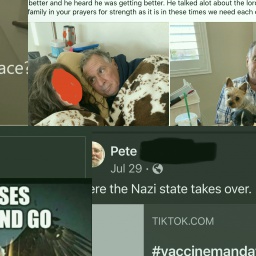 better and he heard he was getting better. He talked alot about the lor
family in your prayers for strength as it is in these times we need each
ace?
Pete
Jul 29
ere the Nazi state takes over.
SES
ND GO
TIKTOK.COM
#vaccinemanda